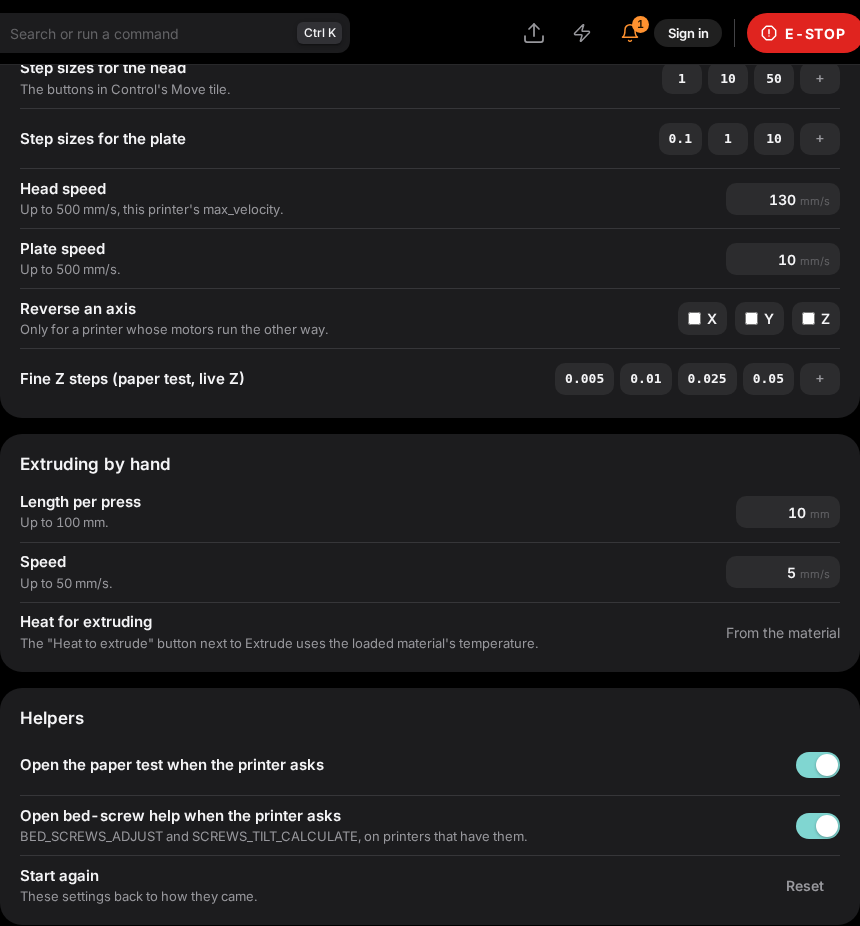 Search or run a command
Ctrl K
1
Sign in
E-STOP
Step sizes for the head
The buttons in Control's Move tile.
1
10
50
+
Step sizes for the plate
0.1
1
10
+
Head speed
Up to 500 mm/s, this printer's max_velocity.
130 mm/s
Plate speed
Up to 500 mm/s.
10 mm/s
Reverse an axis
Only for a printer whose motors run the other way.
X
Y
Z
Fine Z steps (paper test, live Z)
0.005
0.01
0.025
0.05
+
Extruding by hand
Length per press
Up to 100 mm.
10 mm
Speed
Up to 50 mm/s.
5 mm/s
Heat for extruding
The "Heat to extrude" button next to Extrude uses the loaded material's temperature.
From the material
Helpers
Open the paper test when the printer asks
Open bed-screw help when the printer asks
BED_SCREWS_ADJUST and SCREWS_TILT_CALCULATE, on printers that have them.
Start again
These settings back to how they came.
Reset